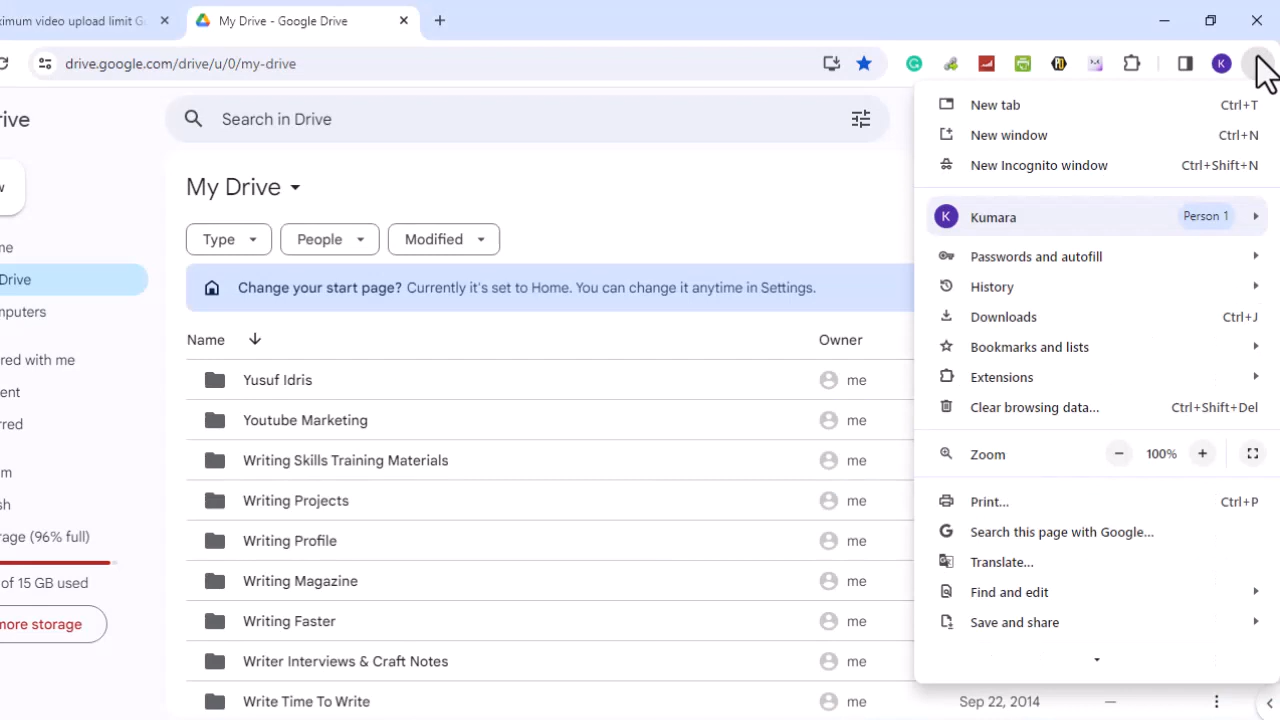 ximum video upload limit G
My Drive - Google Drive
drive.google.com/drive/u/0/my-drive
K
rive
Search in Drive
w
me
Drive
mputers
red with me
ent
rred
m
sh
rage (96% full)
of 15 GB used
more storage
My Drive
Type
People
Modified
Change your start page? Currently it's set to Home. You can change it anytime in Settings.
Name
Owner
Yusuf Idris
me
Youtube Marketing
me
Writing Skills Training Materials
me
Writing Projects
me
Writing Profile
me
Writing Magazine
me
Writing Faster
me
Writer Interviews & Craft Notes
me
Write Time To Write
me
Sep 22, 2014
—
New tab
Ctrl+T
New window
Ctrl+N
New Incognito window
Ctrl+Shift+N
K
Kumara
Person 1
Passwords and autofill
History
Downloads
Ctrl+J
Bookmarks and lists
Extensions
Clear browsing data...
Ctrl+Shift+Del
Zoom
100%
Print...
Ctrl+P
Search this page with Google...
Translate...
Find and edit
Save and share